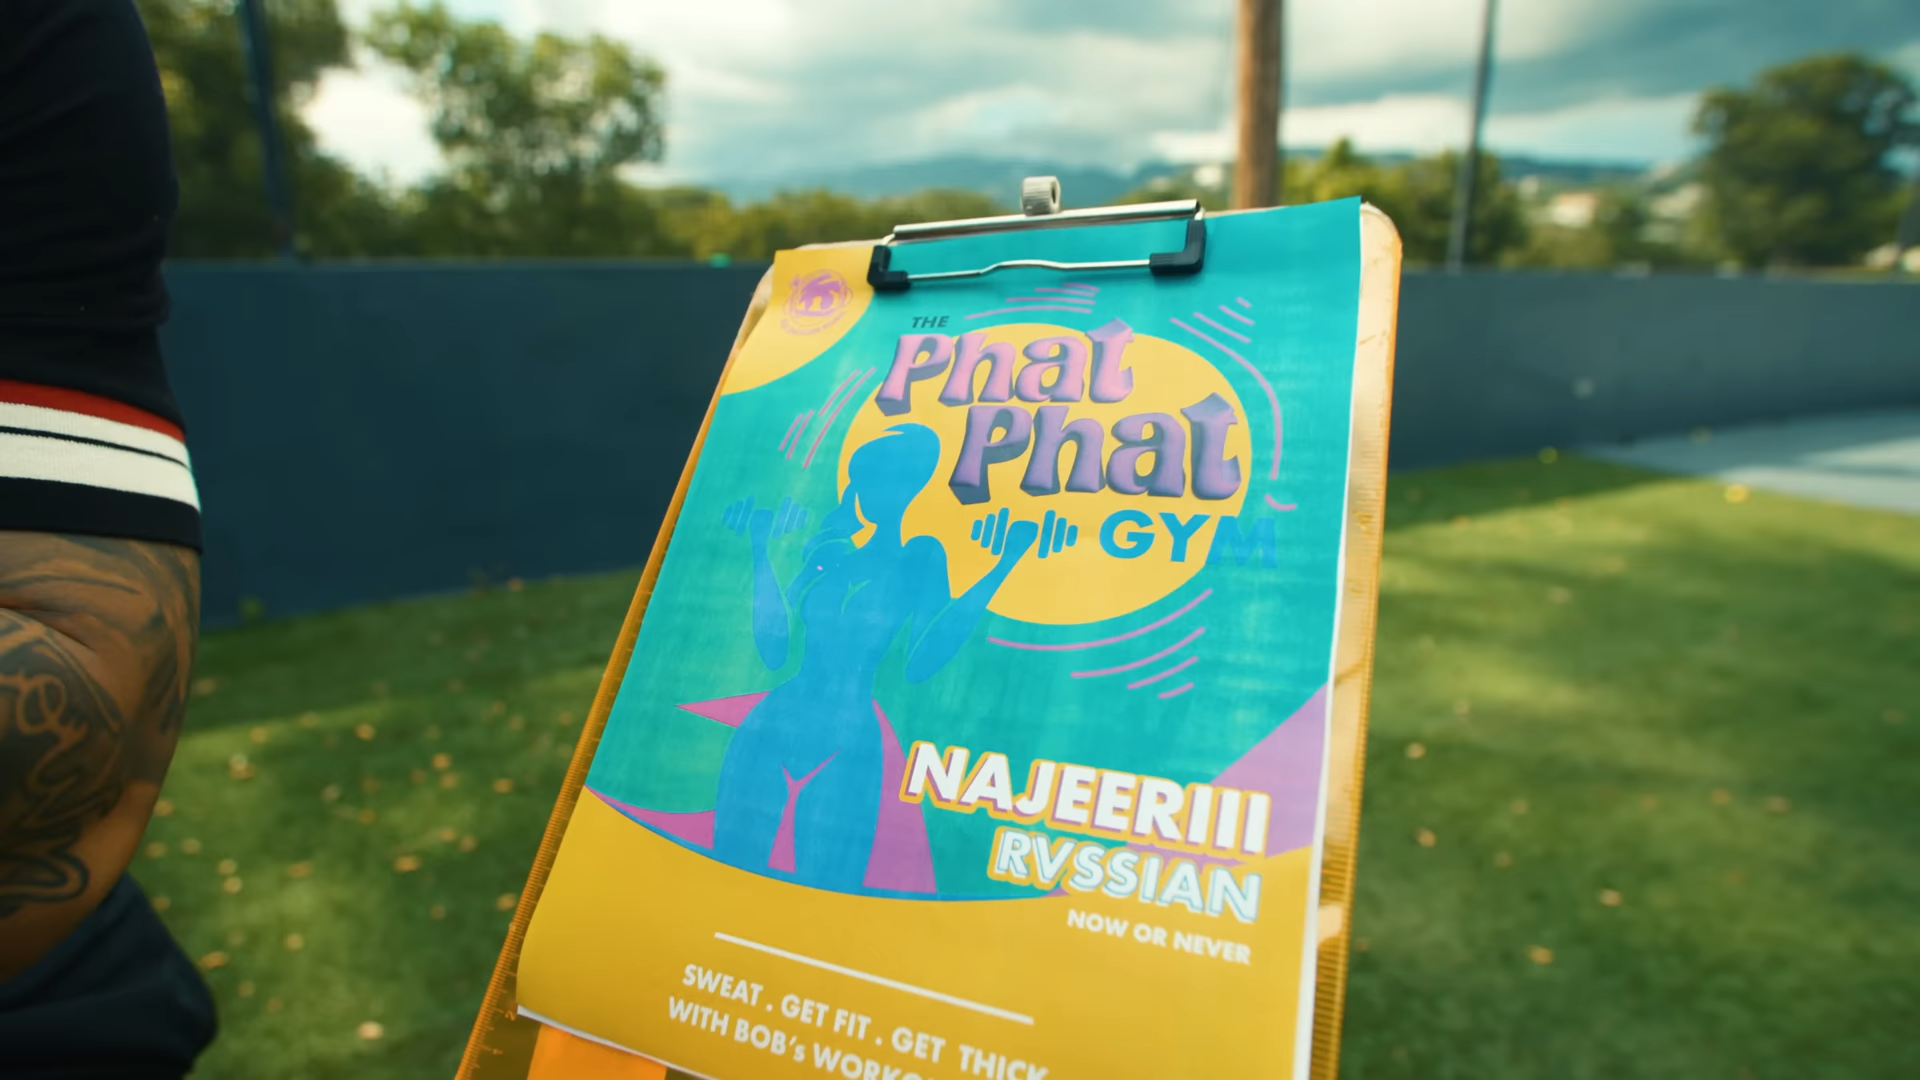 THE
Phat
Phat
GYM
NAJEERIII
RVSSIAN
NOW OR NEVER
SWEAT . GET FIT . GET THICK
WITH BOB's